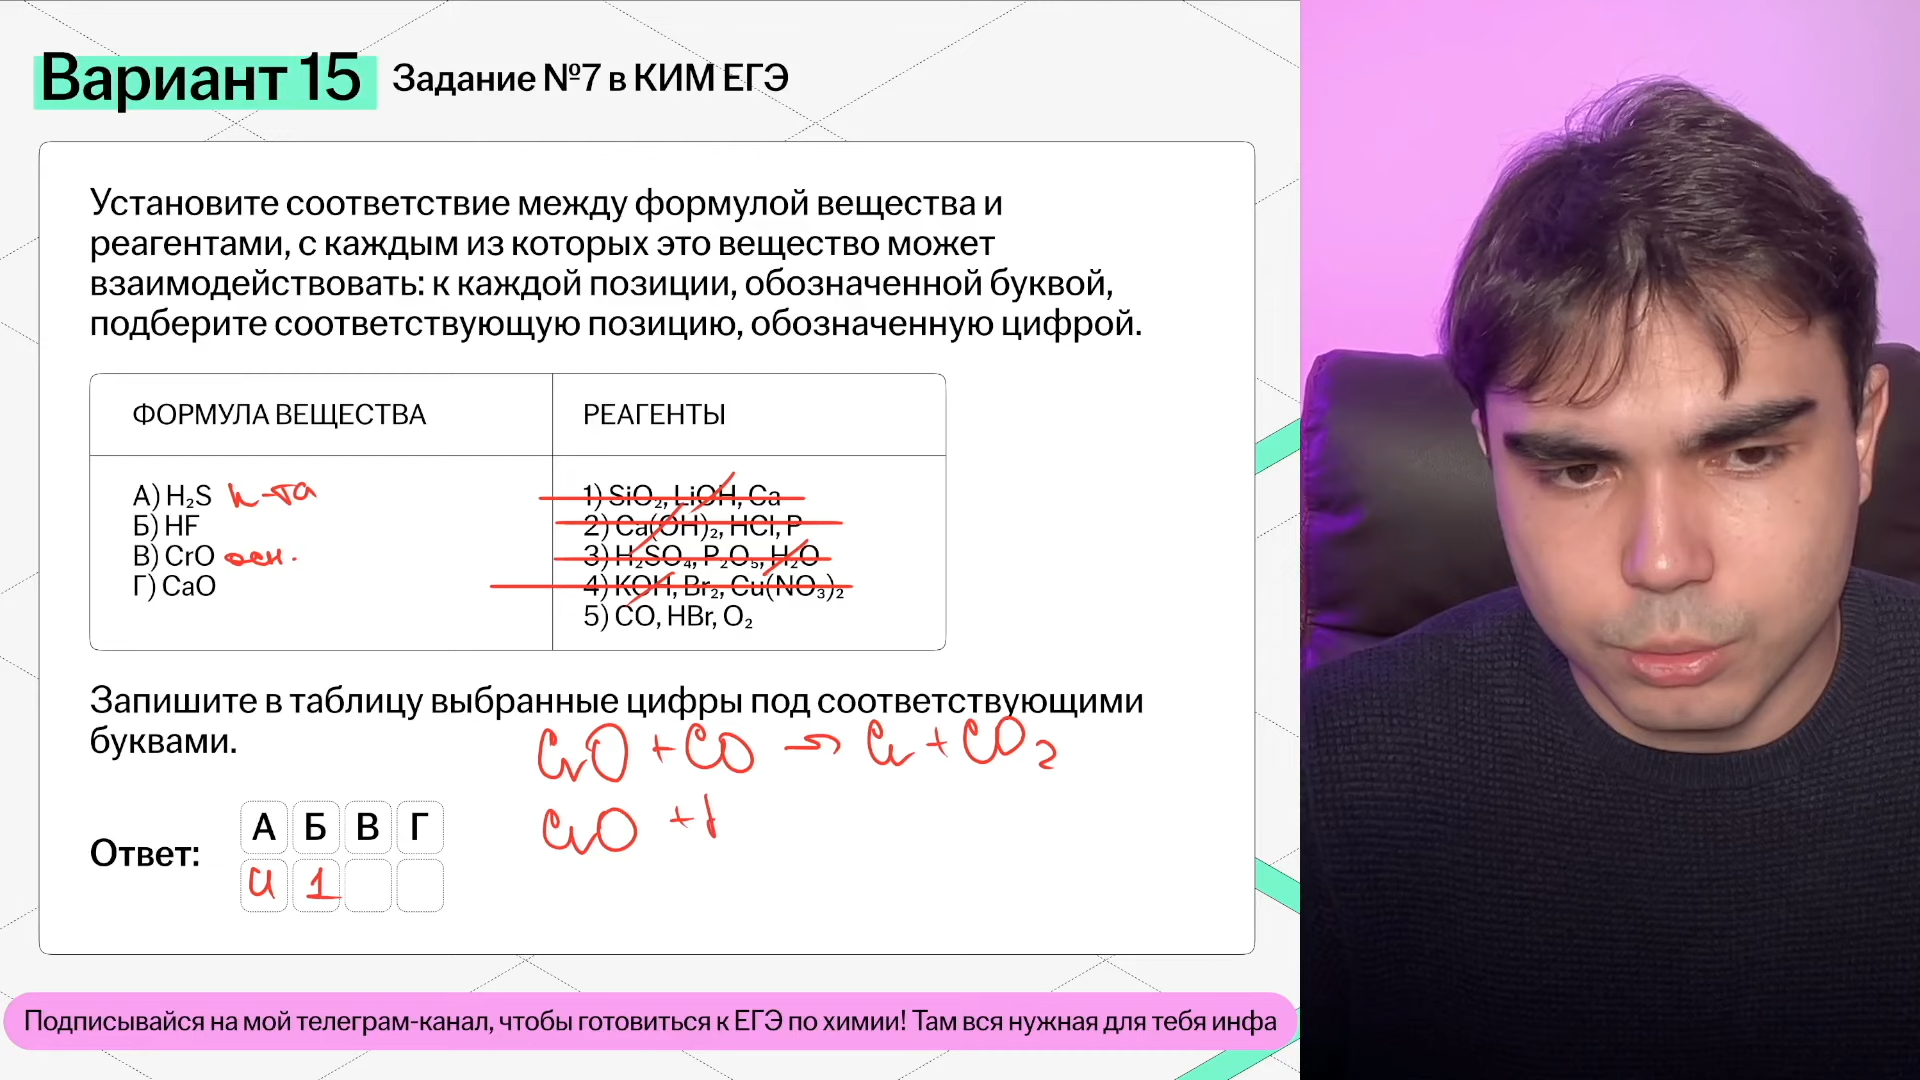 Вариант 15 Задание №7 в КИМ ЕГЭ
Установите соответствие между формулой вещества и
реагентами, с каждым из которых это вещество может
взаимодействовать: к каждой позиции, обозначенной буквой,
подберите соответствующую позицию, обозначенную цифрой.
ФОРМУЛА ВЕЩЕСТВА РЕАГЕНТЫ
А) H₂S к-та 1) SiO₂, LiOH, Ca
Б) HF 2) Ca(OH)₂, HCl, P
В) CrO осн. 3) H₂SO₄, P₂O₅, H₂O
Г) CaO 4) KOH, Br₂, Cu(NO₃)₂
5) CO, HBr, O₂
Запишите в таблицу выбранные цифры под соответствующими
буквами.
CrO + CO → Cr + CO₂
CrO +
А Б В Г
Ответ:
4 1
Подписывайся на мой телеграм-канал, чтобы готовиться к ЕГЭ по химии! Там вся нужная для тебя инфа